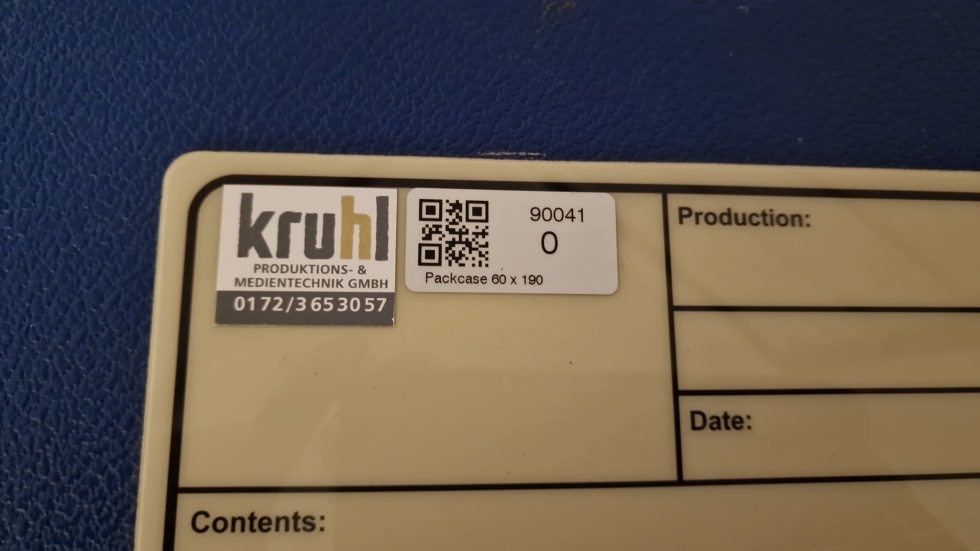 kruhl
PRODUKTIONS- &
MEDIENTECHNIK GMBH
0172/3653057
90041
0
Packcase 60 x 190
Production:
Date:
Contents: